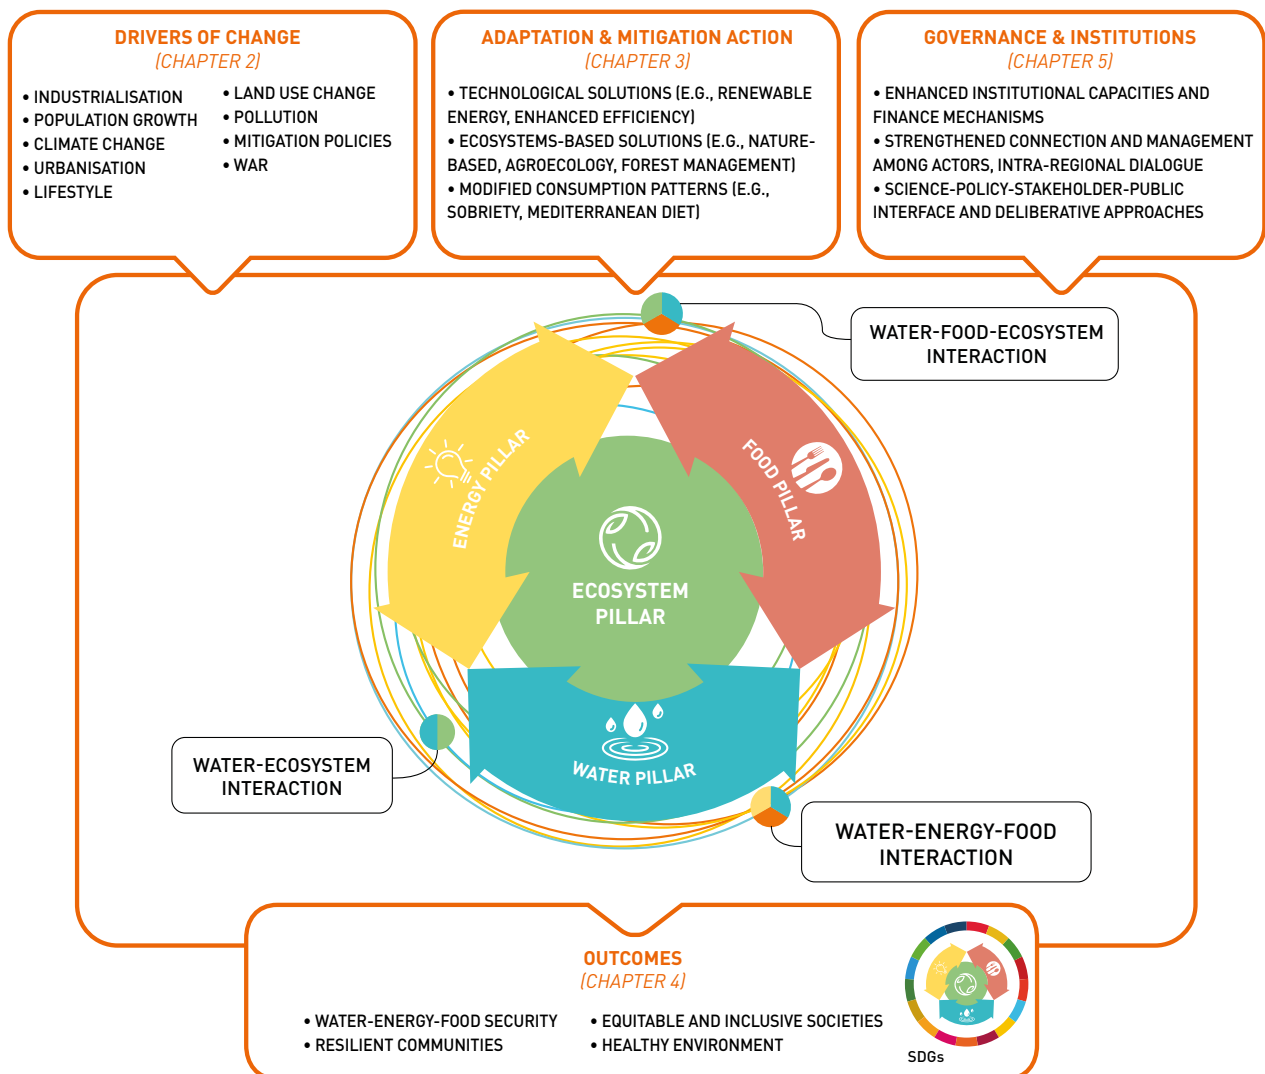 DRIVERS OF CHANGE
(CHAPTER 2)
• INDUSTRIALISATION
• POPULATION GROWTH
• CLIMATE CHANGE
• URBANISATION
• LIFESTYLE
• LAND USE CHANGE
• POLLUTION
• MITIGATION POLICIES
• WAR
ADAPTATION & MITIGATION ACTION
(CHAPTER 3)
• TECHNOLOGICAL SOLUTIONS (E.G., RENEWABLE
ENERGY, ENHANCED EFFICIENCY)
• ECOSYSTEMS-BASED SOLUTIONS (E.G., NATURE-
BASED, AGROECOLOGY, FOREST MANAGEMENT)
• MODIFIED CONSUMPTION PATTERNS (E.G.,
SOBRIETY, MEDITERRANEAN DIET)
GOVERNANCE & INSTITUTIONS
(CHAPTER 5)
• ENHANCED INSTITUTIONAL CAPACITIES AND
FINANCE MECHANISMS
• STRENGTHENED CONNECTION AND MANAGEMENT
AMONG ACTORS, INTRA-REGIONAL DIALOGUE
• SCIENCE-POLICY-STAKEHOLDER-PUBLIC
INTERFACE AND DELIBERATIVE APPROACHES
WATER-FOOD-ECOSYSTEM
INTERACTION
ENERGY PILLAR
FOOD PILLAR
ECOSYSTEM
PILLAR
WATER PILLAR
WATER-ECOSYSTEM
INTERACTION
WATER-ENERGY-FOOD
INTERACTION
OUTCOMES
(CHAPTER 4)
• WATER-ENERGY-FOOD SECURITY
• RESILIENT COMMUNITIES
• EQUITABLE AND INCLUSIVE SOCIETIES
• HEALTHY ENVIRONMENT
SDGs